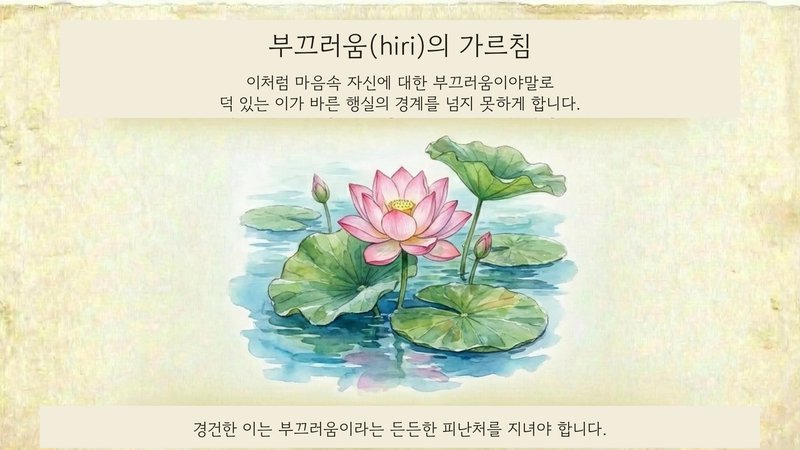 부끄러움(hiri)의 가르침
이처럼 마음속 자신에 대한 부끄러움이야말로
덕 있는 이가 바른 행실의 경계를 넘지 못하게 합니다.
경건한 이는 부끄러움이라는 든든한 피난처를 지녀야 합니다.